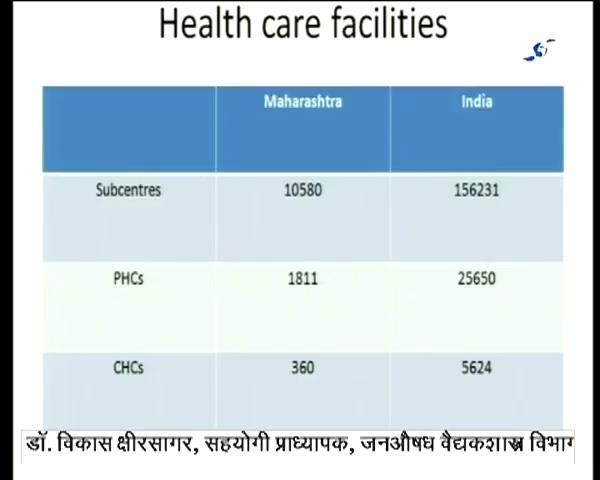 Health care facilities
Maharashtra India
Subcentres 10580 156231
PHCs 1811 25650
CHCs 360 5624
डॉ. विकास क्षीरसागर, सहयोगी प्राध्यापक, जनऔषध वैद्यकशास्त्र विभाग